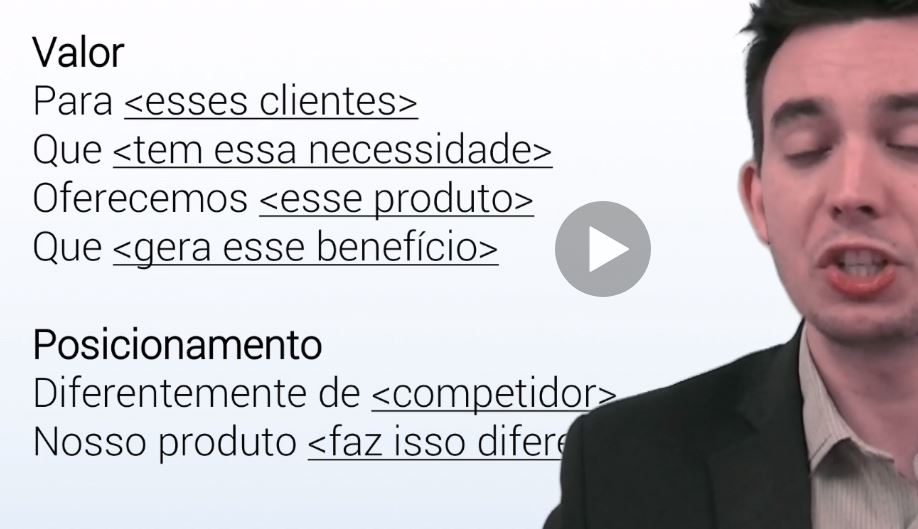 Valor
Para <esses clientes>
Que <tem essa necessidade>
Oferecemos <esse produto>
Que <gera esse benefício>
Posicionamento
Diferentemente de <competidor>
Nosso produto <faz isso